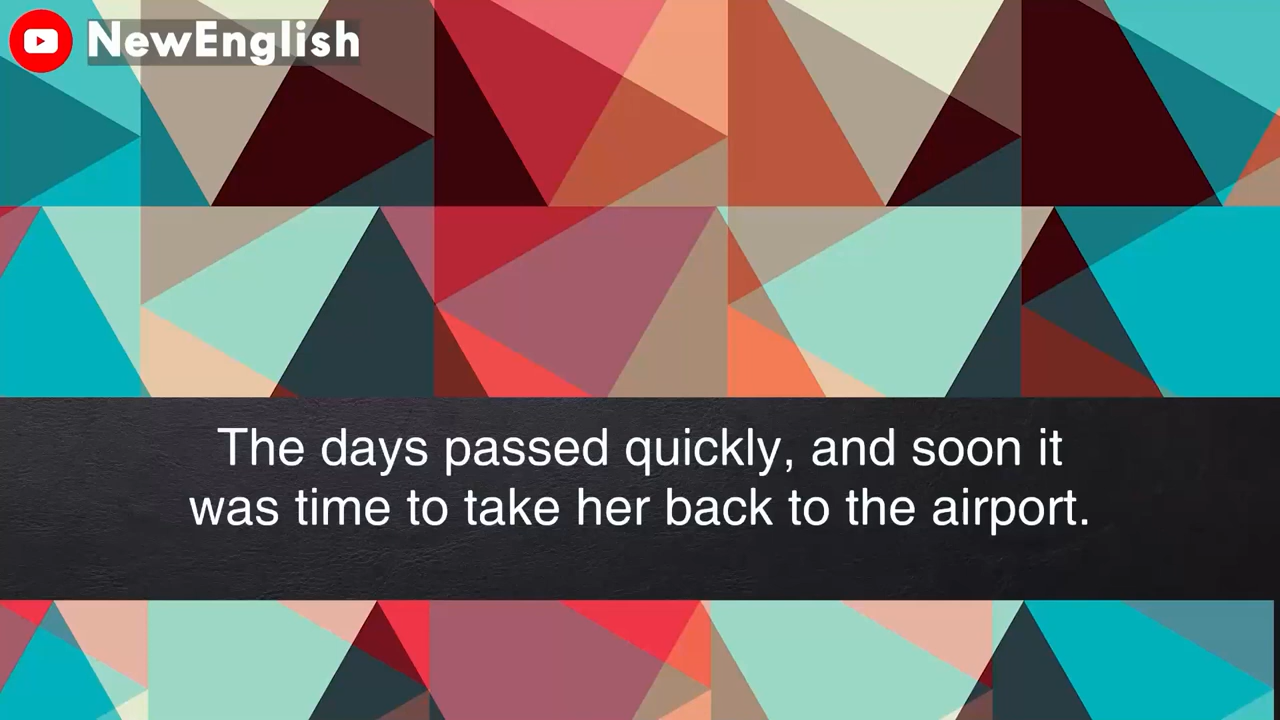 NewEnglish
The days passed quickly, and soon it
was time to take her back to the airport.